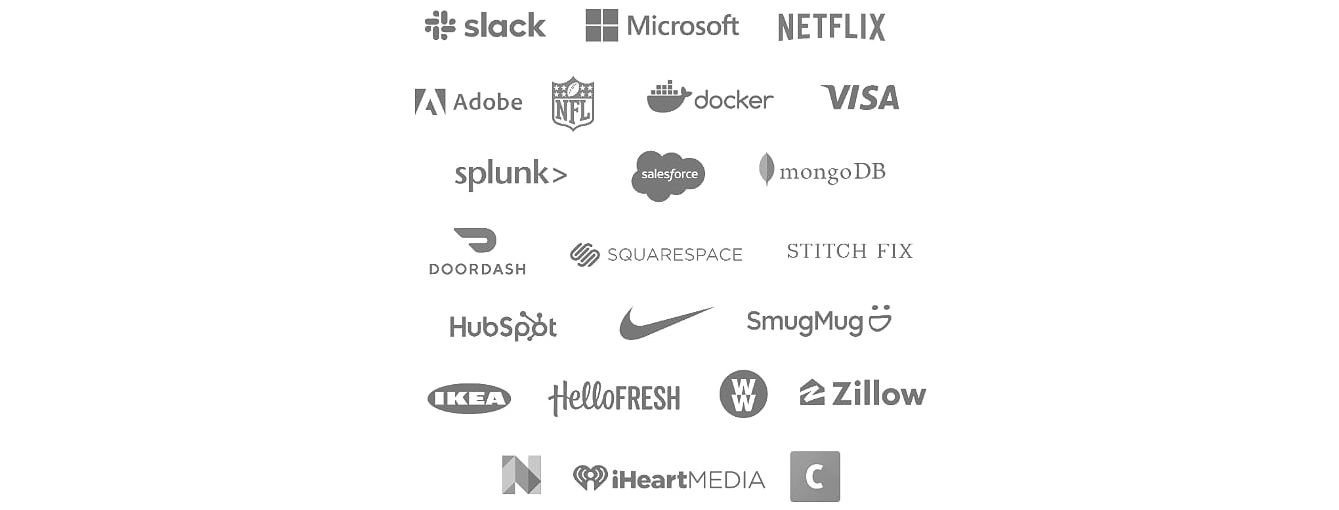 slack Microsoft NETFLIX
Adobe NFL docker VISA
splunk> salesforce mongoDB
DOORDASH SQUARESPACE STITCH FIX
HubSpot SmugMug
IKEA HelloFRESH WW Zillow
N iHeartMEDIA C